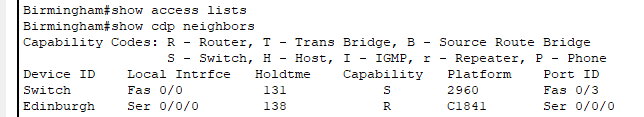 Birmingham#show access lists
Birmingham#show cdp neighbors
Capability Codes: R - Router, T - Trans Bridge, B - Source Route Bridge
                  S - Switch, H - Host, I - IGMP, r - Repeater, P - Phone
Device ID    Local Intrfce   Holdtme    Capability   Platform    Port ID
Switch       Fas 0/0          131            S       2960        Fas 0/3
Edinburgh    Ser 0/0/0        138            R       C1841       Ser 0/0/0